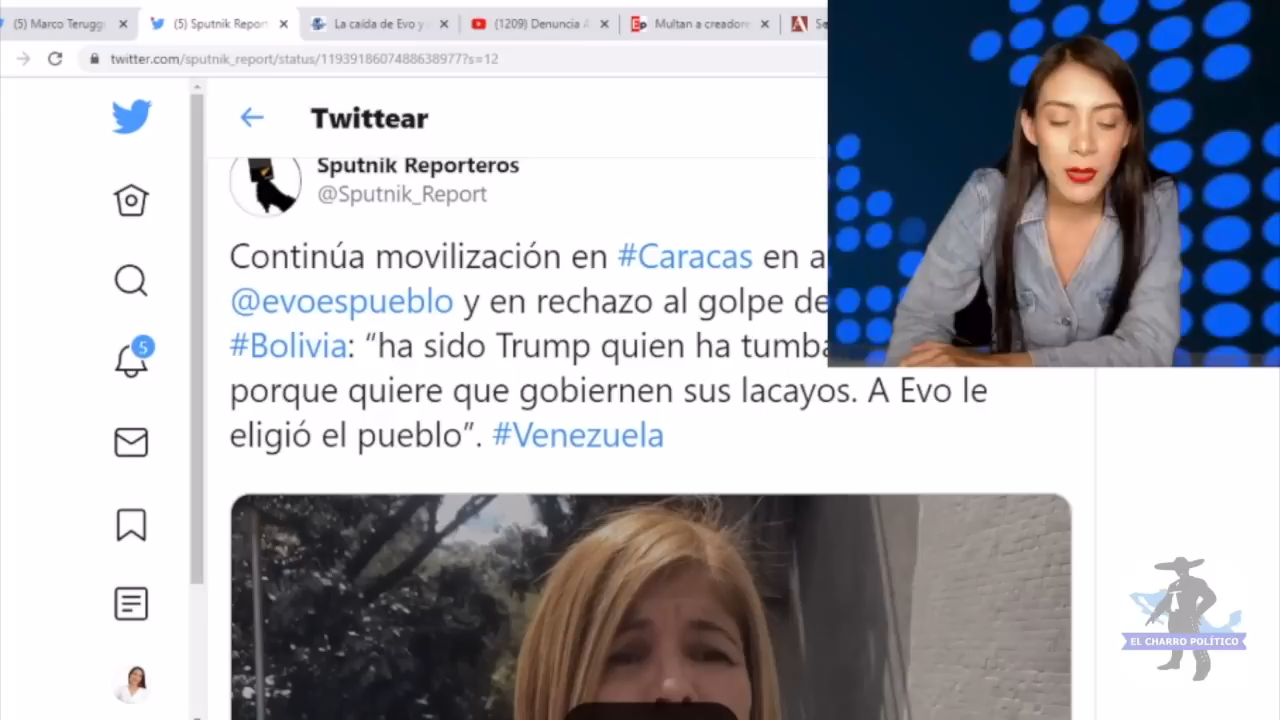 (5) Marco Terugg
(5) Sputnik Report
La caída de Evo y
(1209) Denuncia A
Multan a creadore
Se
twitter.com/sputnik_report/status/1193918607488638977?s=12
Twittear
Sputnik Reporteros
@Sputnik_Report
Continúa movilización en #Caracas en a
@evoespueblo y en rechazo al golpe de
#Bolivia: “ha sido Trump quien ha tumba
porque quiere que gobiernen sus lacayos. A Evo le
eligió el pueblo”. #Venezuela
5
EL CHARRO POLÍTICO